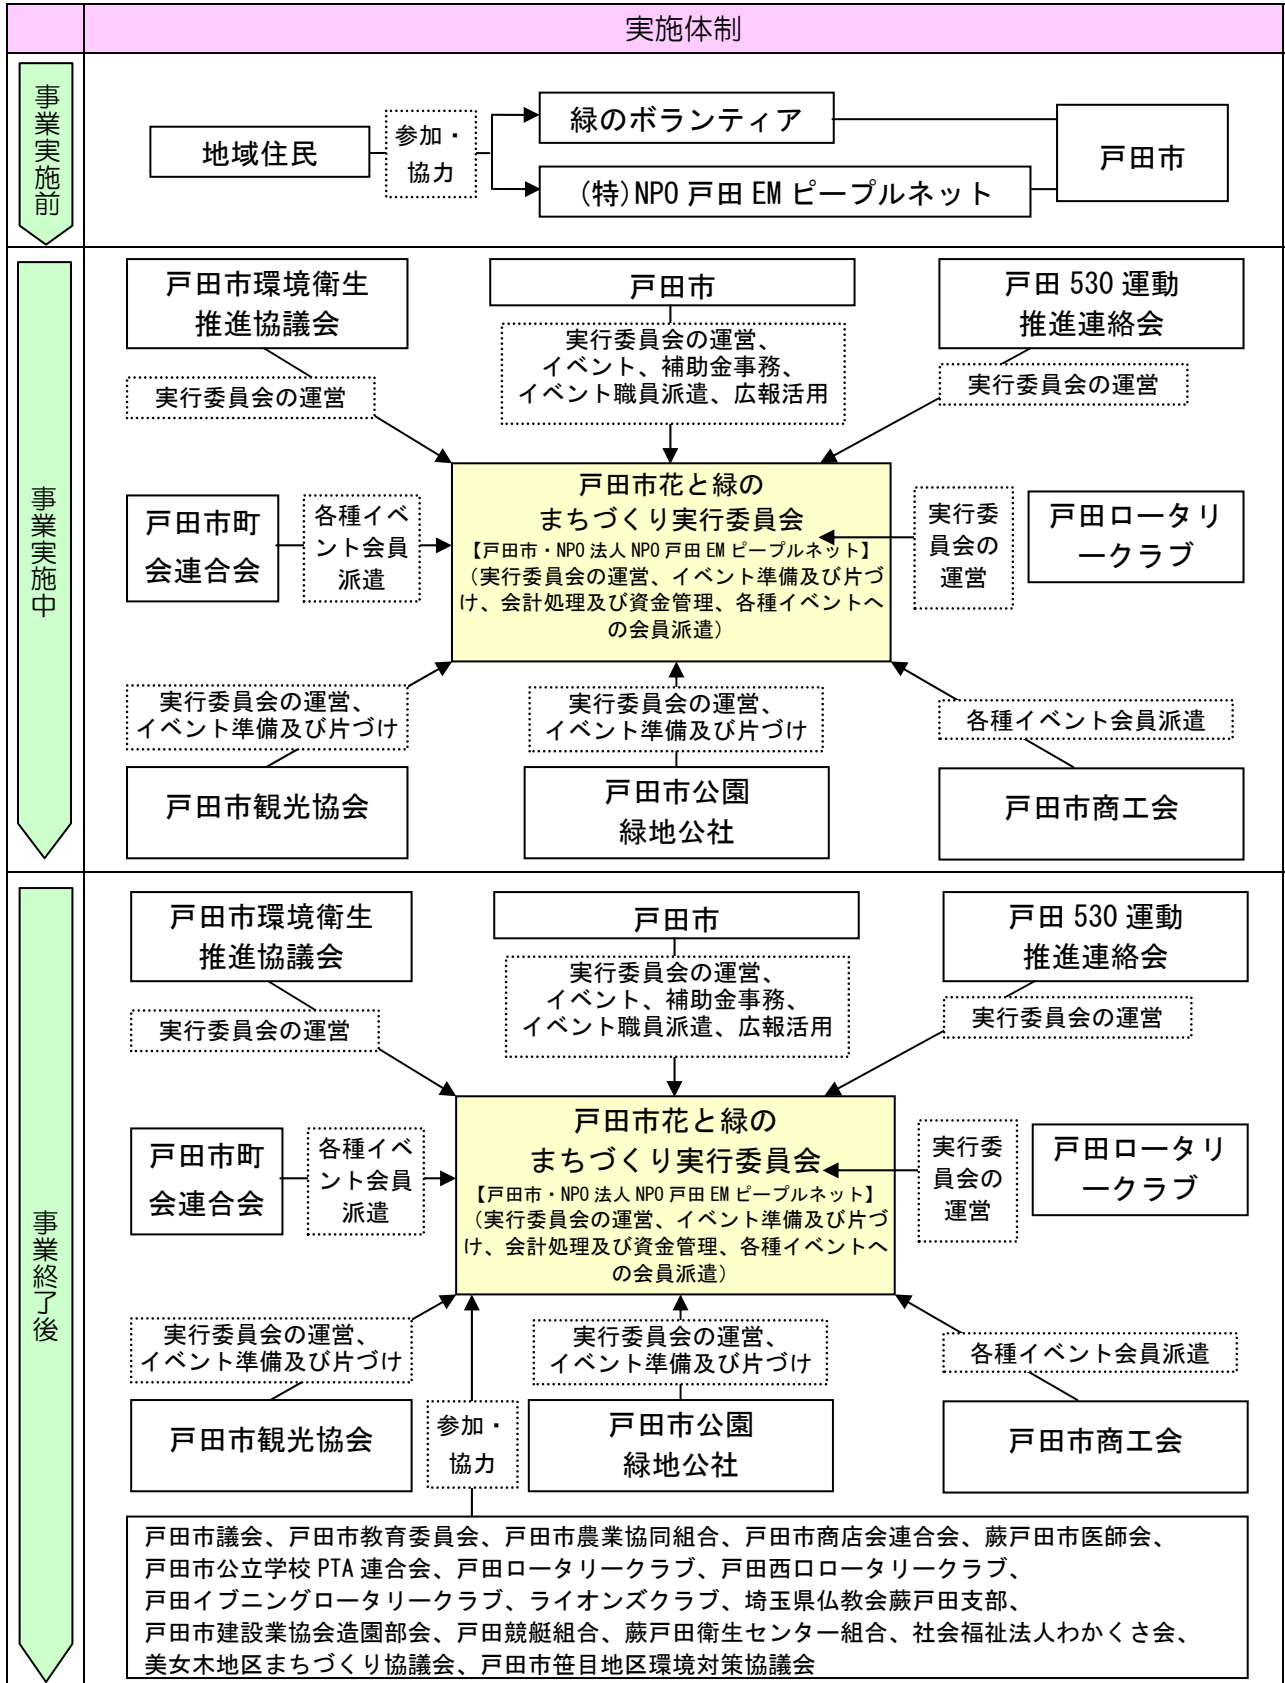 実施体制
事業実施前
地域住民
参加・
協力
緑のボランティア
(特)NPO 戸田 EM ピープルネット
戸田市
事業実施中
戸田市環境衛生
推進協議会
戸田市
戸田 530 運動
推進連絡会
実行委員会の運営
実行委員会の運営、
イベント、補助金事務、
イベント職員派遣、広報活用
実行委員会の運営
戸田市町
会連合会
各種イベ
ント会員
派遣
戸田市花と緑の
まちづくり実行委員会
【戸田市・NPO 法人 NPO 戸田 EM ピープルネット】
(実行委員会の運営、イベント準備及び片づ
け、会計処理及び資金管理、各種イベントへ
の会員派遣)
実行委
員会の
運営
戸田ロータリ
ークラブ
実行委員会の運営、
イベント準備及び片づけ
実行委員会の運営、
イベント準備及び片づけ
各種イベント会員派遣
戸田市観光協会
戸田市公園
緑地公社
戸田市商工会
事業終了後
戸田市環境衛生
推進協議会
戸田市
戸田 530 運動
推進連絡会
実行委員会の運営
実行委員会の運営、
イベント、補助金事務、
イベント職員派遣、広報活用
実行委員会の運営
戸田市町
会連合会
各種イベ
ント会員
派遣
戸田市花と緑の
まちづくり実行委員会
【戸田市・NPO 法人 NPO 戸田 EM ピープルネット】
(実行委員会の運営、イベント準備及び片づ
け、会計処理及び資金管理、各種イベントへ
の会員派遣)
実行委
員会の
運営
戸田ロータリ
ークラブ
実行委員会の運営、
イベント準備及び片づけ
実行委員会の運営、
イベント準備及び片づけ
各種イベント会員派遣
戸田市観光協会
参加・
協力
戸田市公園
緑地公社
戸田市商工会
戸田市議会、戸田市教育委員会、戸田市農業協同組合、戸田市商店会連合会、蕨戸田市医師会、
戸田市公立学校 PTA 連合会、戸田ロータリークラブ、戸田西口ロータリークラブ、
戸田イブニングロータリークラブ、ライオンズクラブ、埼玉県仏教会蕨戸田支部、
戸田市建設業協会造園部会、戸田競艇組合、蕨戸田衛生センター組合、社会福祉法人わかくさ会、
美女木地区まちづくり協議会、戸田市笹目地区環境対策協議会